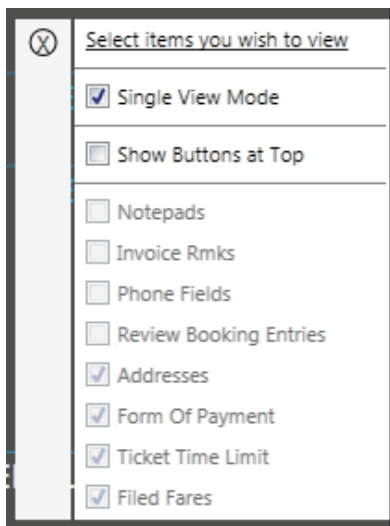 Select items you wish to view
Single View Mode
Show Buttons at Top
Notepads
Invoice Rmks
Phone Fields
Review Booking Entries
Addresses
Form Of Payment
Ticket Time Limit
Filed Fares